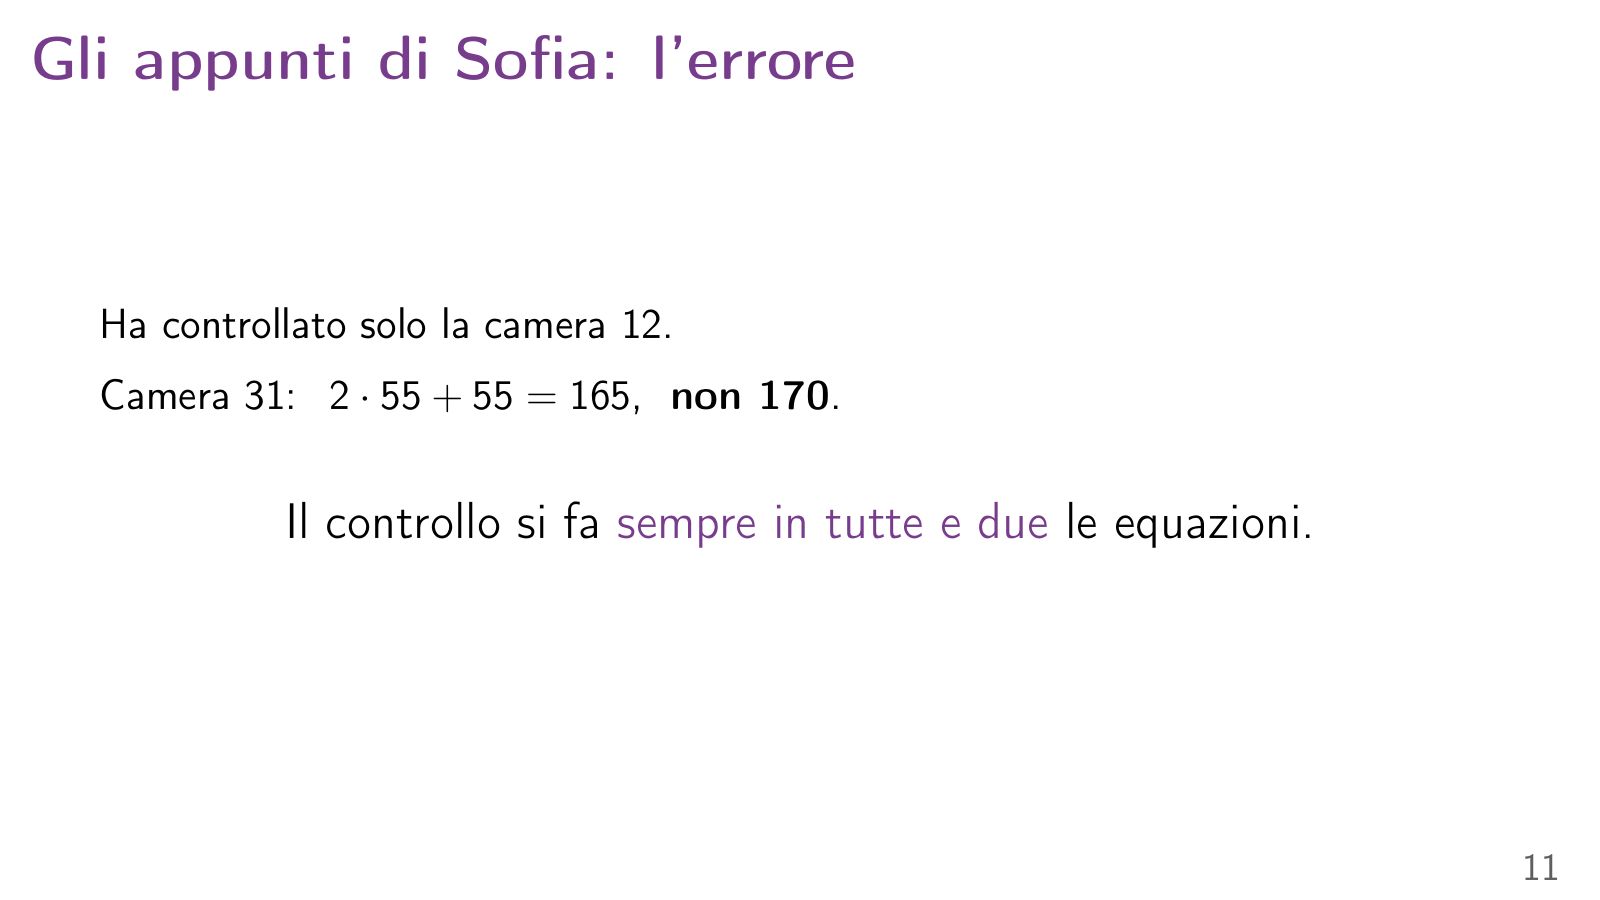 Gli appunti di Sofia: l'errore
Ha controllato solo la camera 12.
Camera 31: 2 · 55 + 55 = 165, non 170.
Il controllo si fa sempre in tutte e due le equazioni.
11